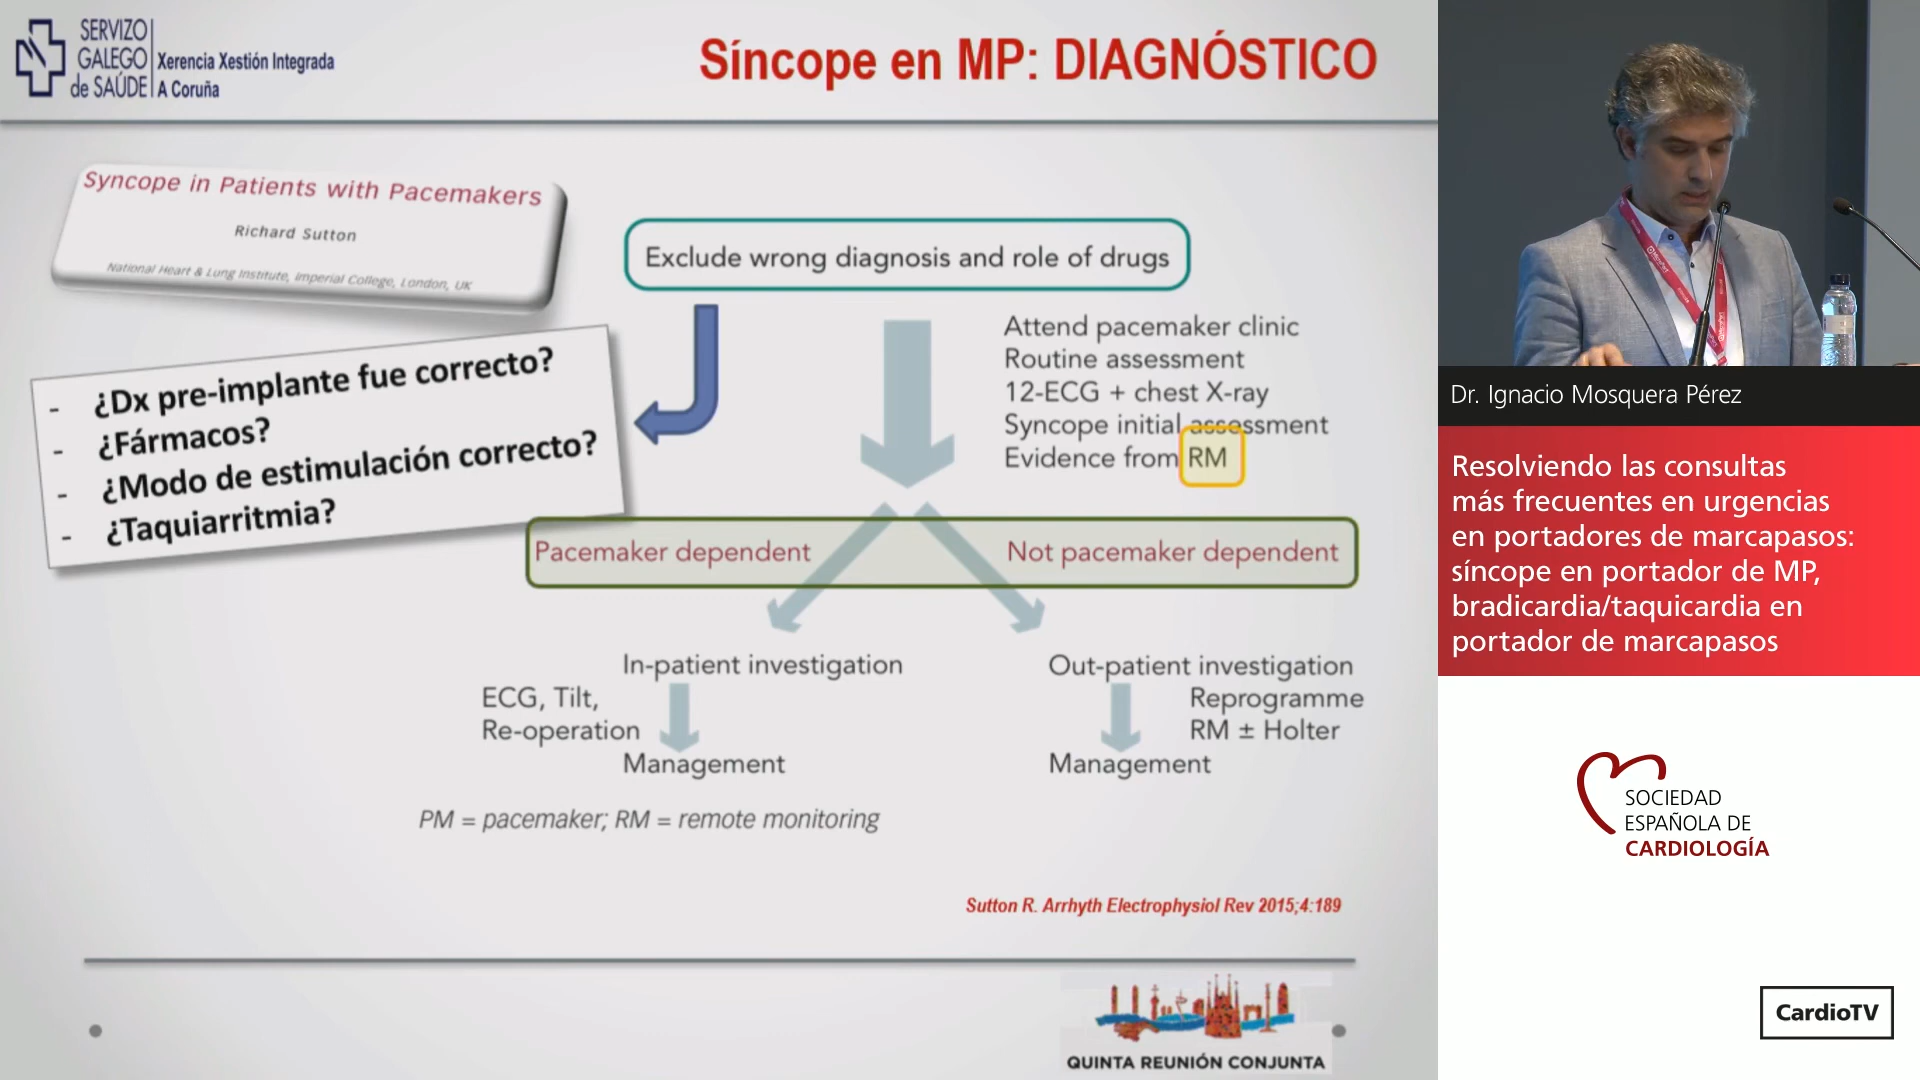 SERVIZO
GALEGO
de SAÚDE
Xerencia Xestión Integrada
A Coruña
Síncope en MP: DIAGNÓSTICO
Syncope in Patients with Pacemakers
Richard Sutton
National Heart & Lung Institute, Imperial College, London, UK
- ¿Dx pre-implante fue correcto?
- ¿Fármacos?
- ¿Modo de estimulación correcto?
- ¿Taquiarritmia?
Exclude wrong diagnosis and role of drugs
Attend pacemaker clinic
Routine assessment
12-ECG + chest X-ray
Syncope initial assessment
Evidence from RM
Pacemaker dependent
Not pacemaker dependent
In-patient investigation
ECG, Tilt,
Re-operation
Management
Out-patient investigation
Reprogramme
RM ± Holter
Management
PM = pacemaker; RM = remote monitoring
Sutton R. Arrhyth Electrophysiol Rev 2015;4:189
QUINTA REUNIÓN CONJUNTA
Dr. Ignacio Mosquera Pérez
Resolviendo las consultas
más frecuentes en urgencias
en portadores de marcapasos:
síncope en portador de MP,
bradicardia/taquicardia en
portador de marcapasos
SOCIEDAD
ESPAÑOLA DE
CARDIOLOGÍA
CardioTV